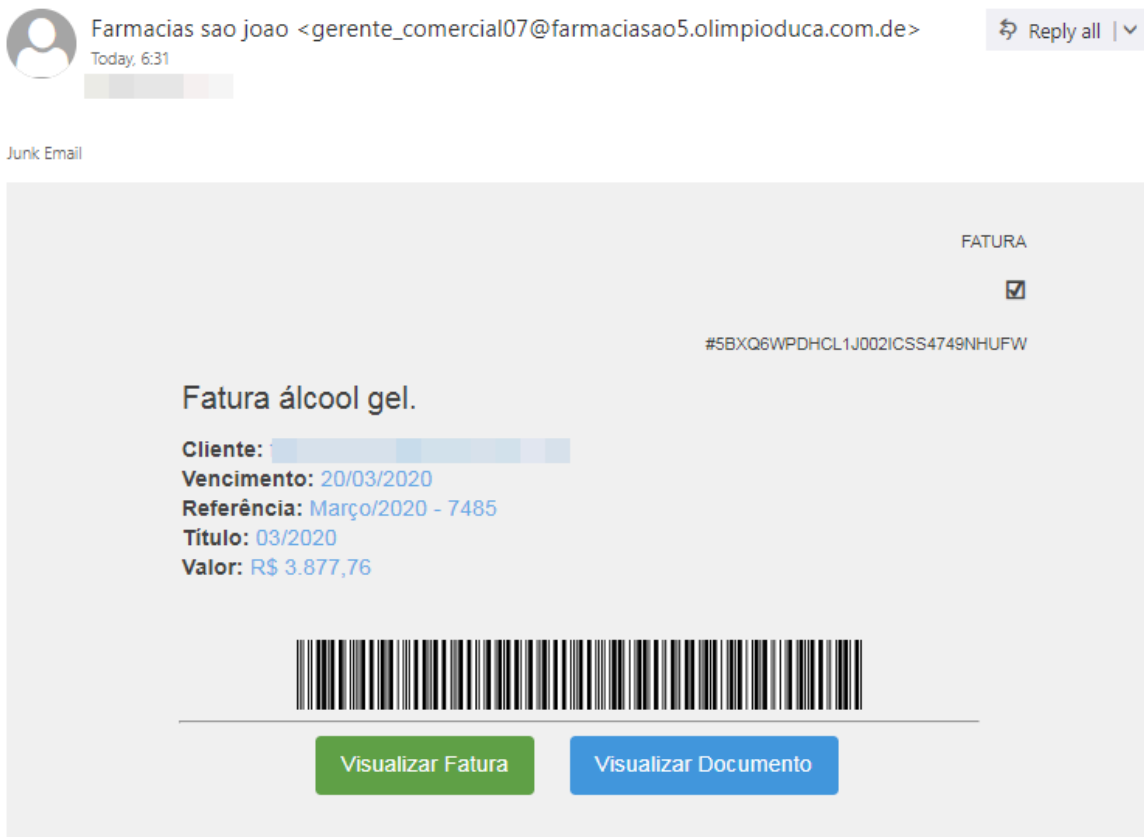 Farmacias sao joao <gerente_comercial07@farmaciasao5.olimpioduca.com.de>
Reply all
Today, 6:31
Junk Email
FATURA
#5BXQ6WPDHCL1J002ICSS4749NHUFW
Fatura álcool gel.
Cliente:
Vencimento: 20/03/2020
Referência: Março/2020 - 7485
Título: 03/2020
Valor: R$ 3.877,76
Visualizar Fatura
Visualizar Documento